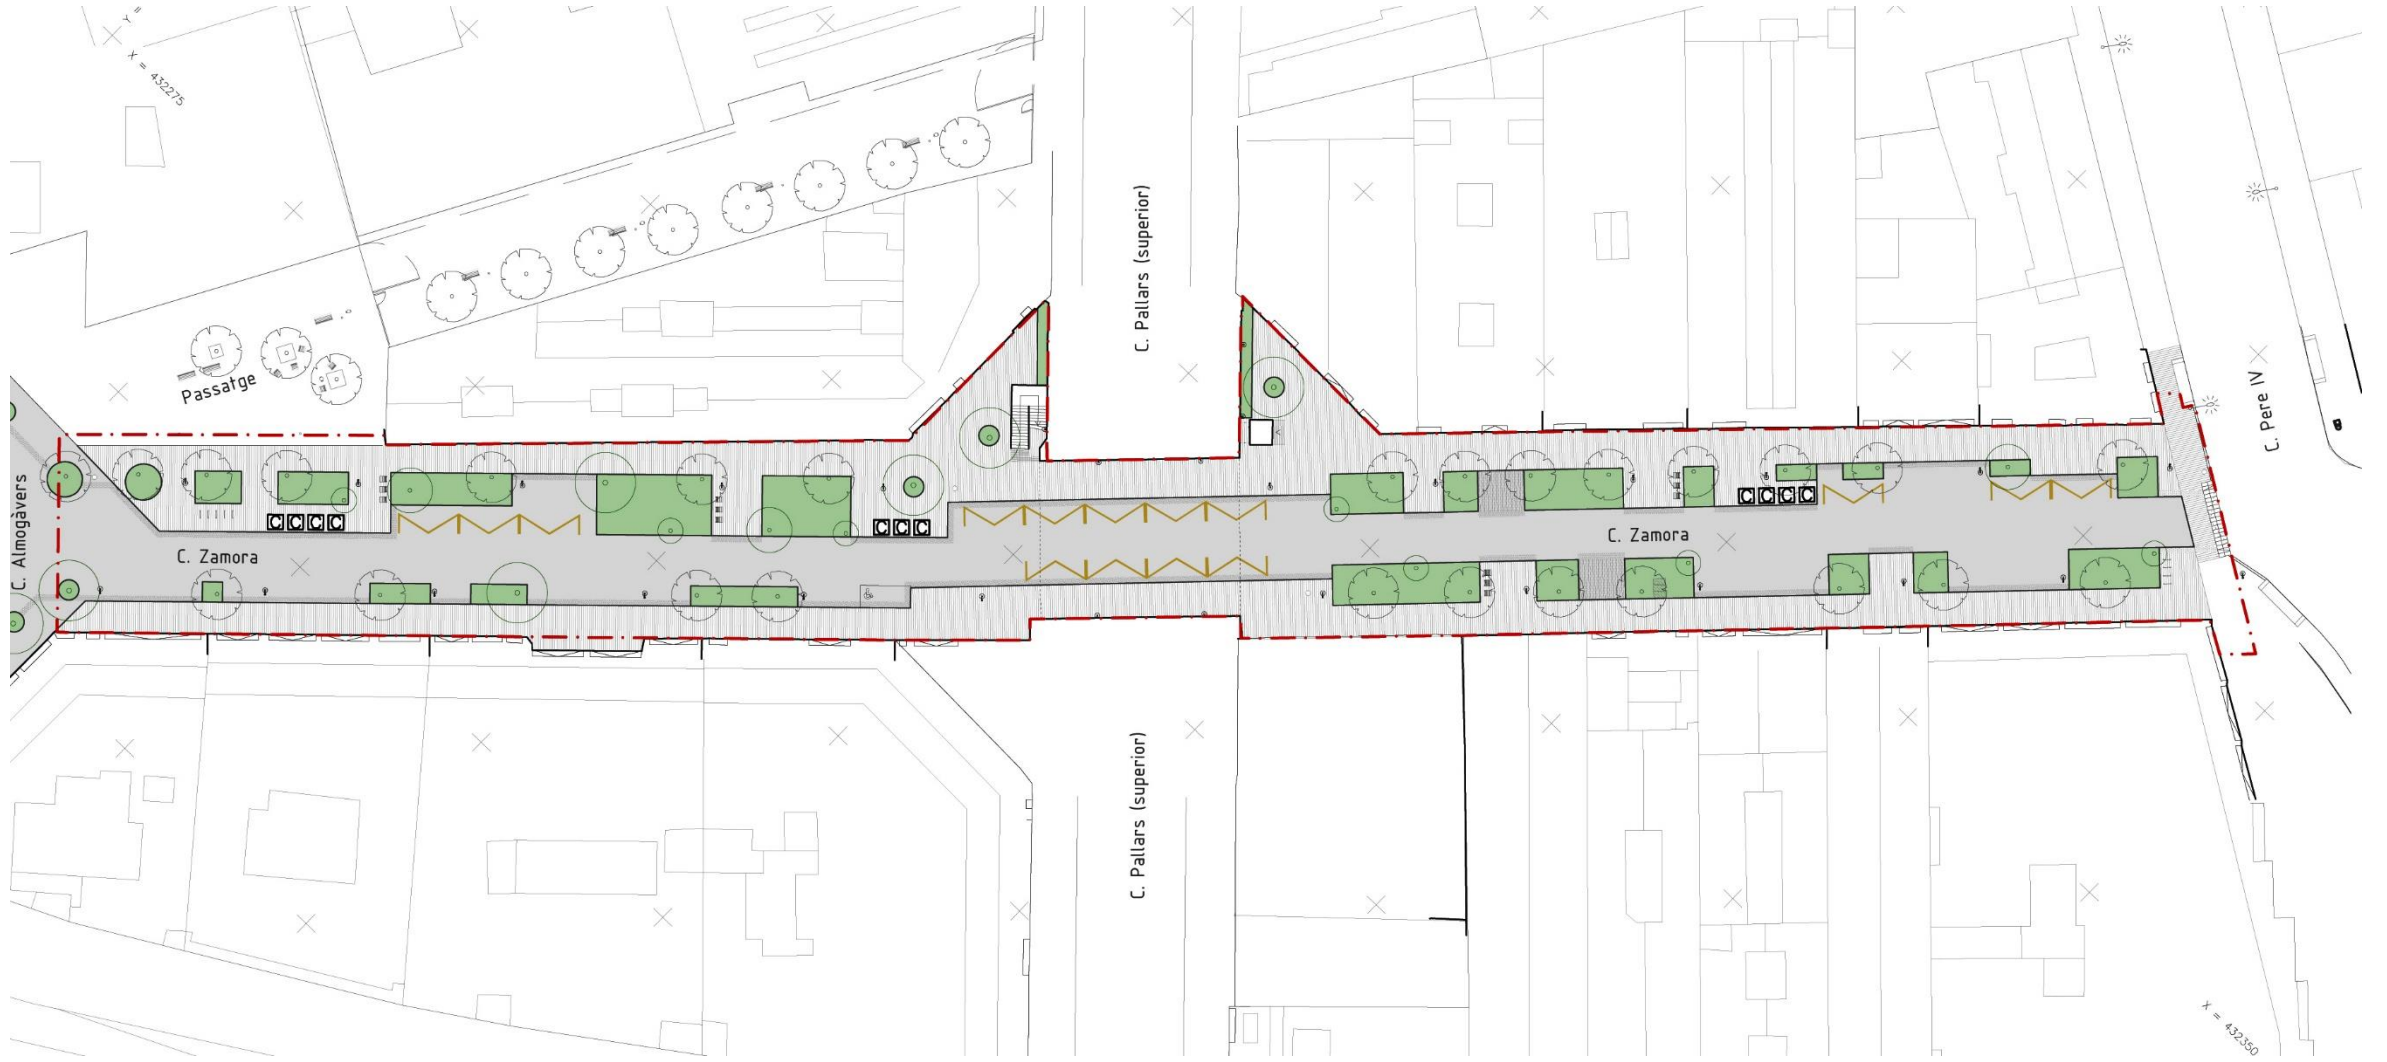 Y =
X = 432275
C. Pallars (superior)
Passatge
C. Pere IV
C. Almogàvers
C C C C
C C C C
C C C
C. Zamora
C. Zamora
C. Pallars (superior)
X = 432350